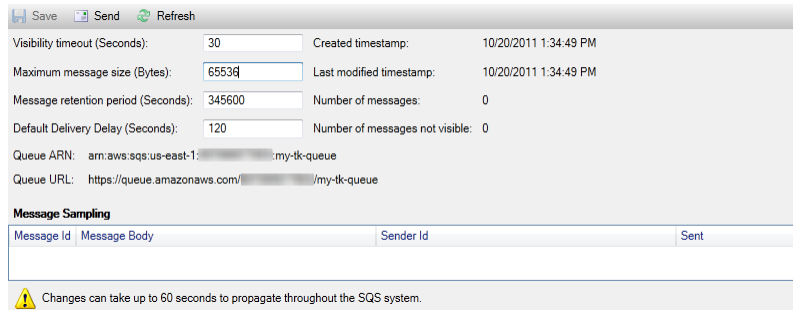 Save Send Refresh
Visibility timeout (Seconds): 30 Created timestamp: 10/20/2011 1:34:49 PM
Maximum message size (Bytes): 65536 Last modified timestamp: 10/20/2011 1:34:49 PM
Message retention period (Seconds): 345600 Number of messages: 0
Default Delivery Delay (Seconds): 120 Number of messages not visible: 0
Queue ARN: arn:aws:sqs:us-east-1: :my-tk-queue
Queue URL: https://queue.amazonaws.com/ /my-tk-queue
Message Sampling
Message Id Message Body Sender Id Sent
Changes can take up to 60 seconds to propagate throughout the SQS system.